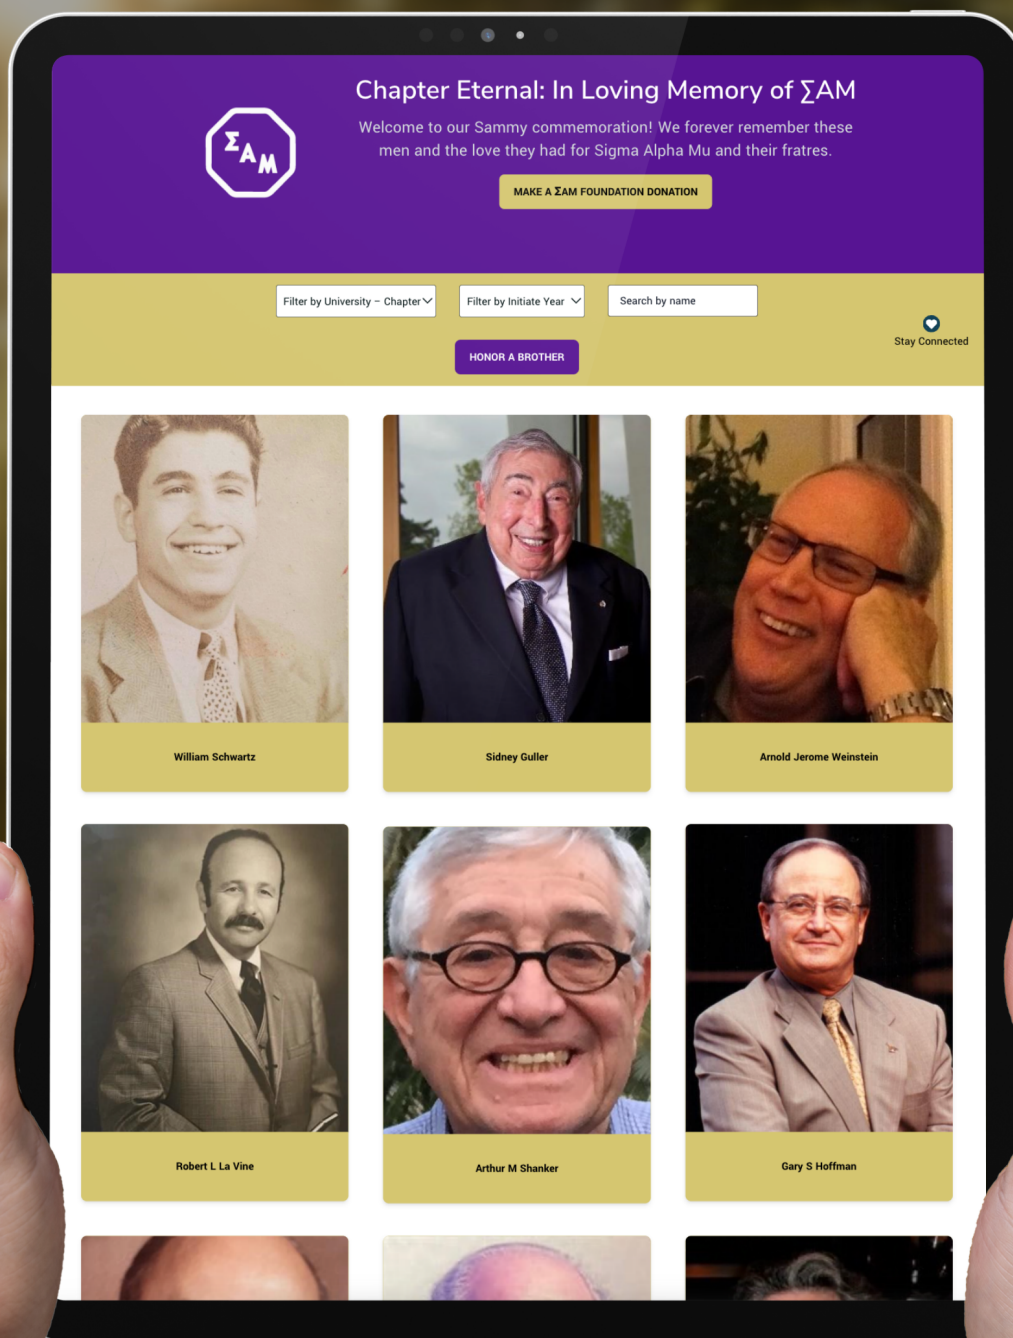 Chapter Eternal: In Loving Memory of ΣAM
ΣAM
Welcome to our Sammy commemoration! We forever remember these
men and the love they had for Sigma Alpha Mu and their fratres.
MAKE A ΣAM FOUNDATION DONATION
Filter by University – Chapter
Filter by Initiate Year
Search by name
Stay Connected
HONOR A BROTHER
William Schwartz
Sidney Guller
Arnold Jerome Weinstein
Robert L La Vine
Arthur M Shanker
Gary S Hoffman